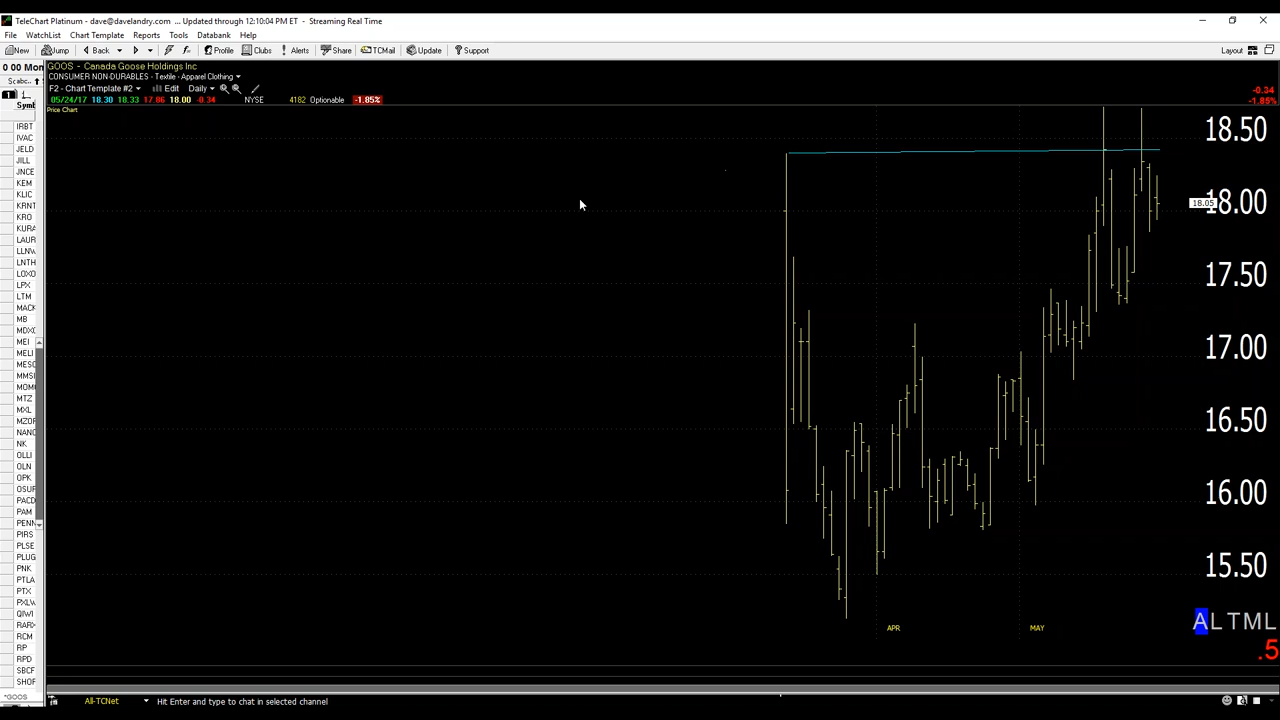 TeleChart Platinum - dave@davelandry.com ... Updated through 12:10:04 PM ET - Streaming Real Time
File WatchList Chart Template Reports Tools Databank Help
New Jump Back Profile Clubs Alerts Share TCMail Update Support Layout
0 00 Mon GOOS - Canada Goose Holdings Inc
CONSUMER NON-DURABLES - Textile - Apparel Clothing
F2 - Chart Template #2 Edit Daily
05/24/17 18.30 18.33 17.86 18.00 -0.34 NYSE 4182 Optionable -1.85%
-0.34
-1.85%
Price Chart
1
Sym
IRBT
IVAC
JELD
JILL
JNCE
KEM
KLIC
KRNT
KRO
KURA
LAUR
LLNW
LNTH
LOXO
LPX
LTM
MACK
MB
MDXG
MEI
MELI
MESO
MMSI
MOMO
MTZ
MXL
MZOR
NANO
NK
OLLI
OLN
OPK
OSUR
PACD
PAM
PENN
PIRS
PLSE
PLUG
PNK
PTLA
PTX
PXLW
QIWI
RARX
RCM
RP
RPD
SBCF
SHOP
*GOOS
18.50
18.05
18.00
17.50
17.00
16.50
16.00
15.50
APR MAY
ALTML
.5
All-TCNet Hit Enter and type to chat in selected channel